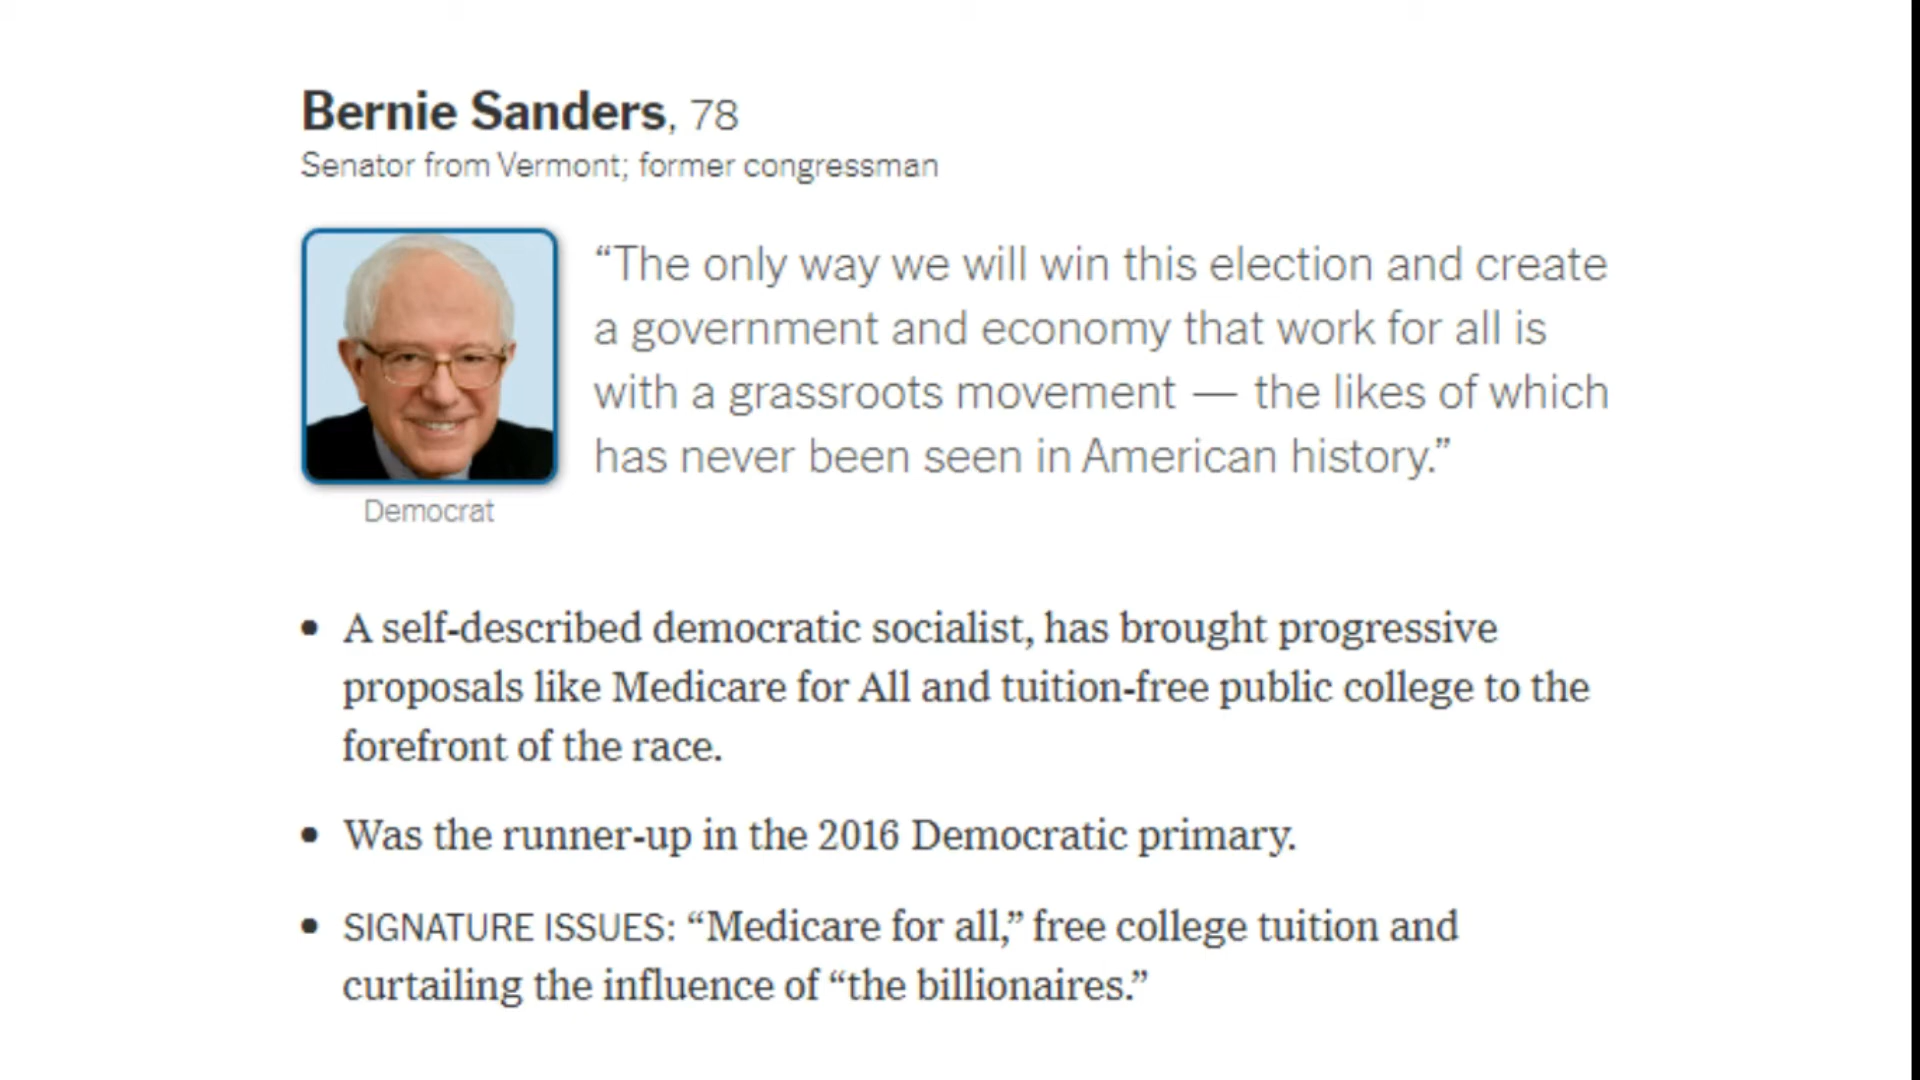 Bernie Sanders, 78
Senator from Vermont; former congressman
“The only way we will win this election and create
a government and economy that work for all is
with a grassroots movement — the likes of which
has never been seen in American history.”
Democrat
• A self-described democratic socialist, has brought progressive
proposals like Medicare for All and tuition-free public college to the
forefront of the race.
• Was the runner-up in the 2016 Democratic primary.
• SIGNATURE ISSUES: “Medicare for all,” free college tuition and
curtailing the influence of “the billionaires.”